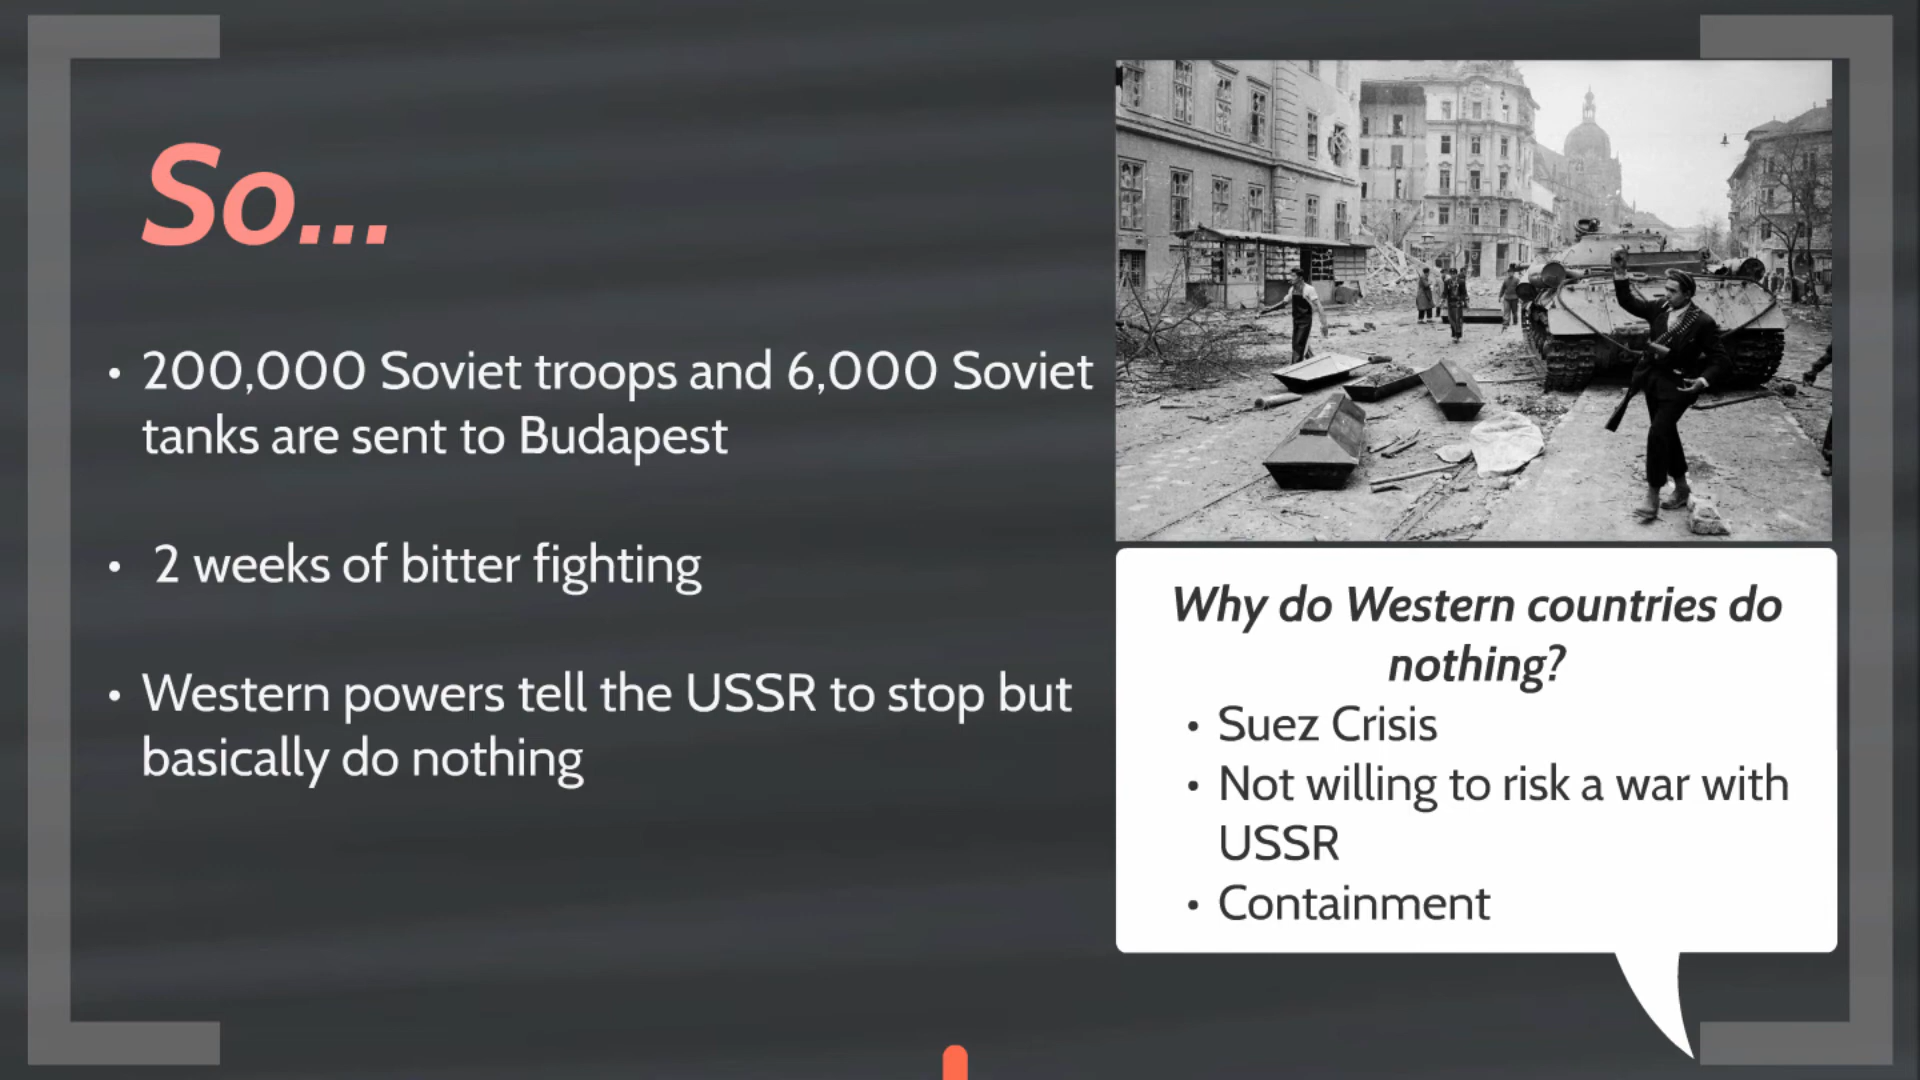 So...
• 200,000 Soviet troops and 6,000 Soviet
tanks are sent to Budapest
• 2 weeks of bitter fighting
• Western powers tell the USSR to stop but
basically do nothing
Why do Western countries do
nothing?
• Suez Crisis
• Not willing to risk a war with
USSR
• Containment